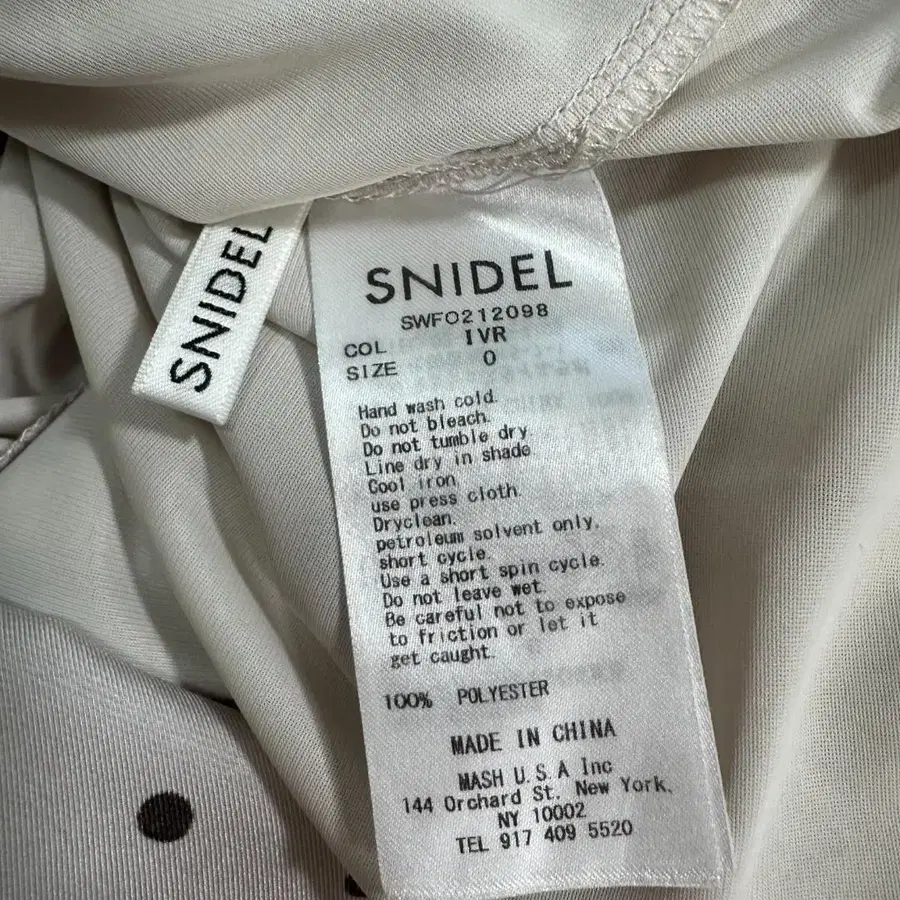 SNIDEL
SNIDEL
SWFO212098
COL IVR
SIZE 0
Hand wash cold.
Do not bleach.
Do not tumble dry
Line dry in shade.
Cool iron
use press cloth.
Dryclean.
petroleum solvent only.
short cycle.
Use a short spin cycle.
Do not leave wet.
Be careful not to expose
to friction or let it
get caught.
100% POLYESTER
MADE IN CHINA
MASH U.S.A Inc
144 Orchard St. New York,
NY 10002
TEL 917 409 5520